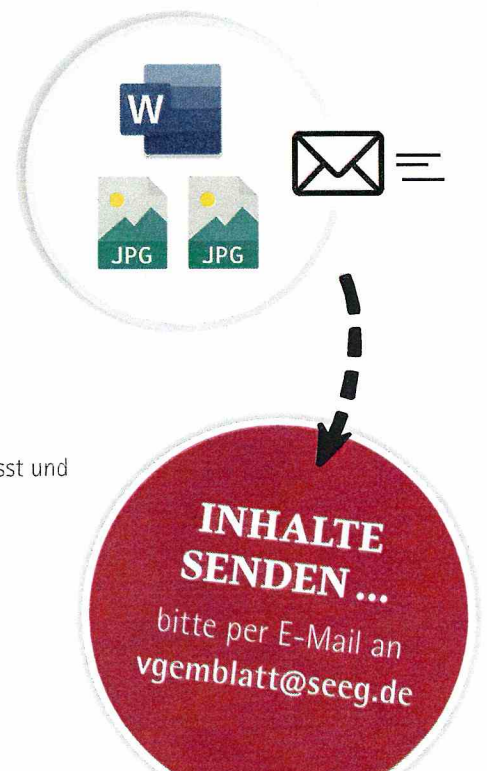 W
JPG JPG
sst und
INHALTE
SENDEN ...
bitte per E-Mail an
vgemblatt@seeg.de